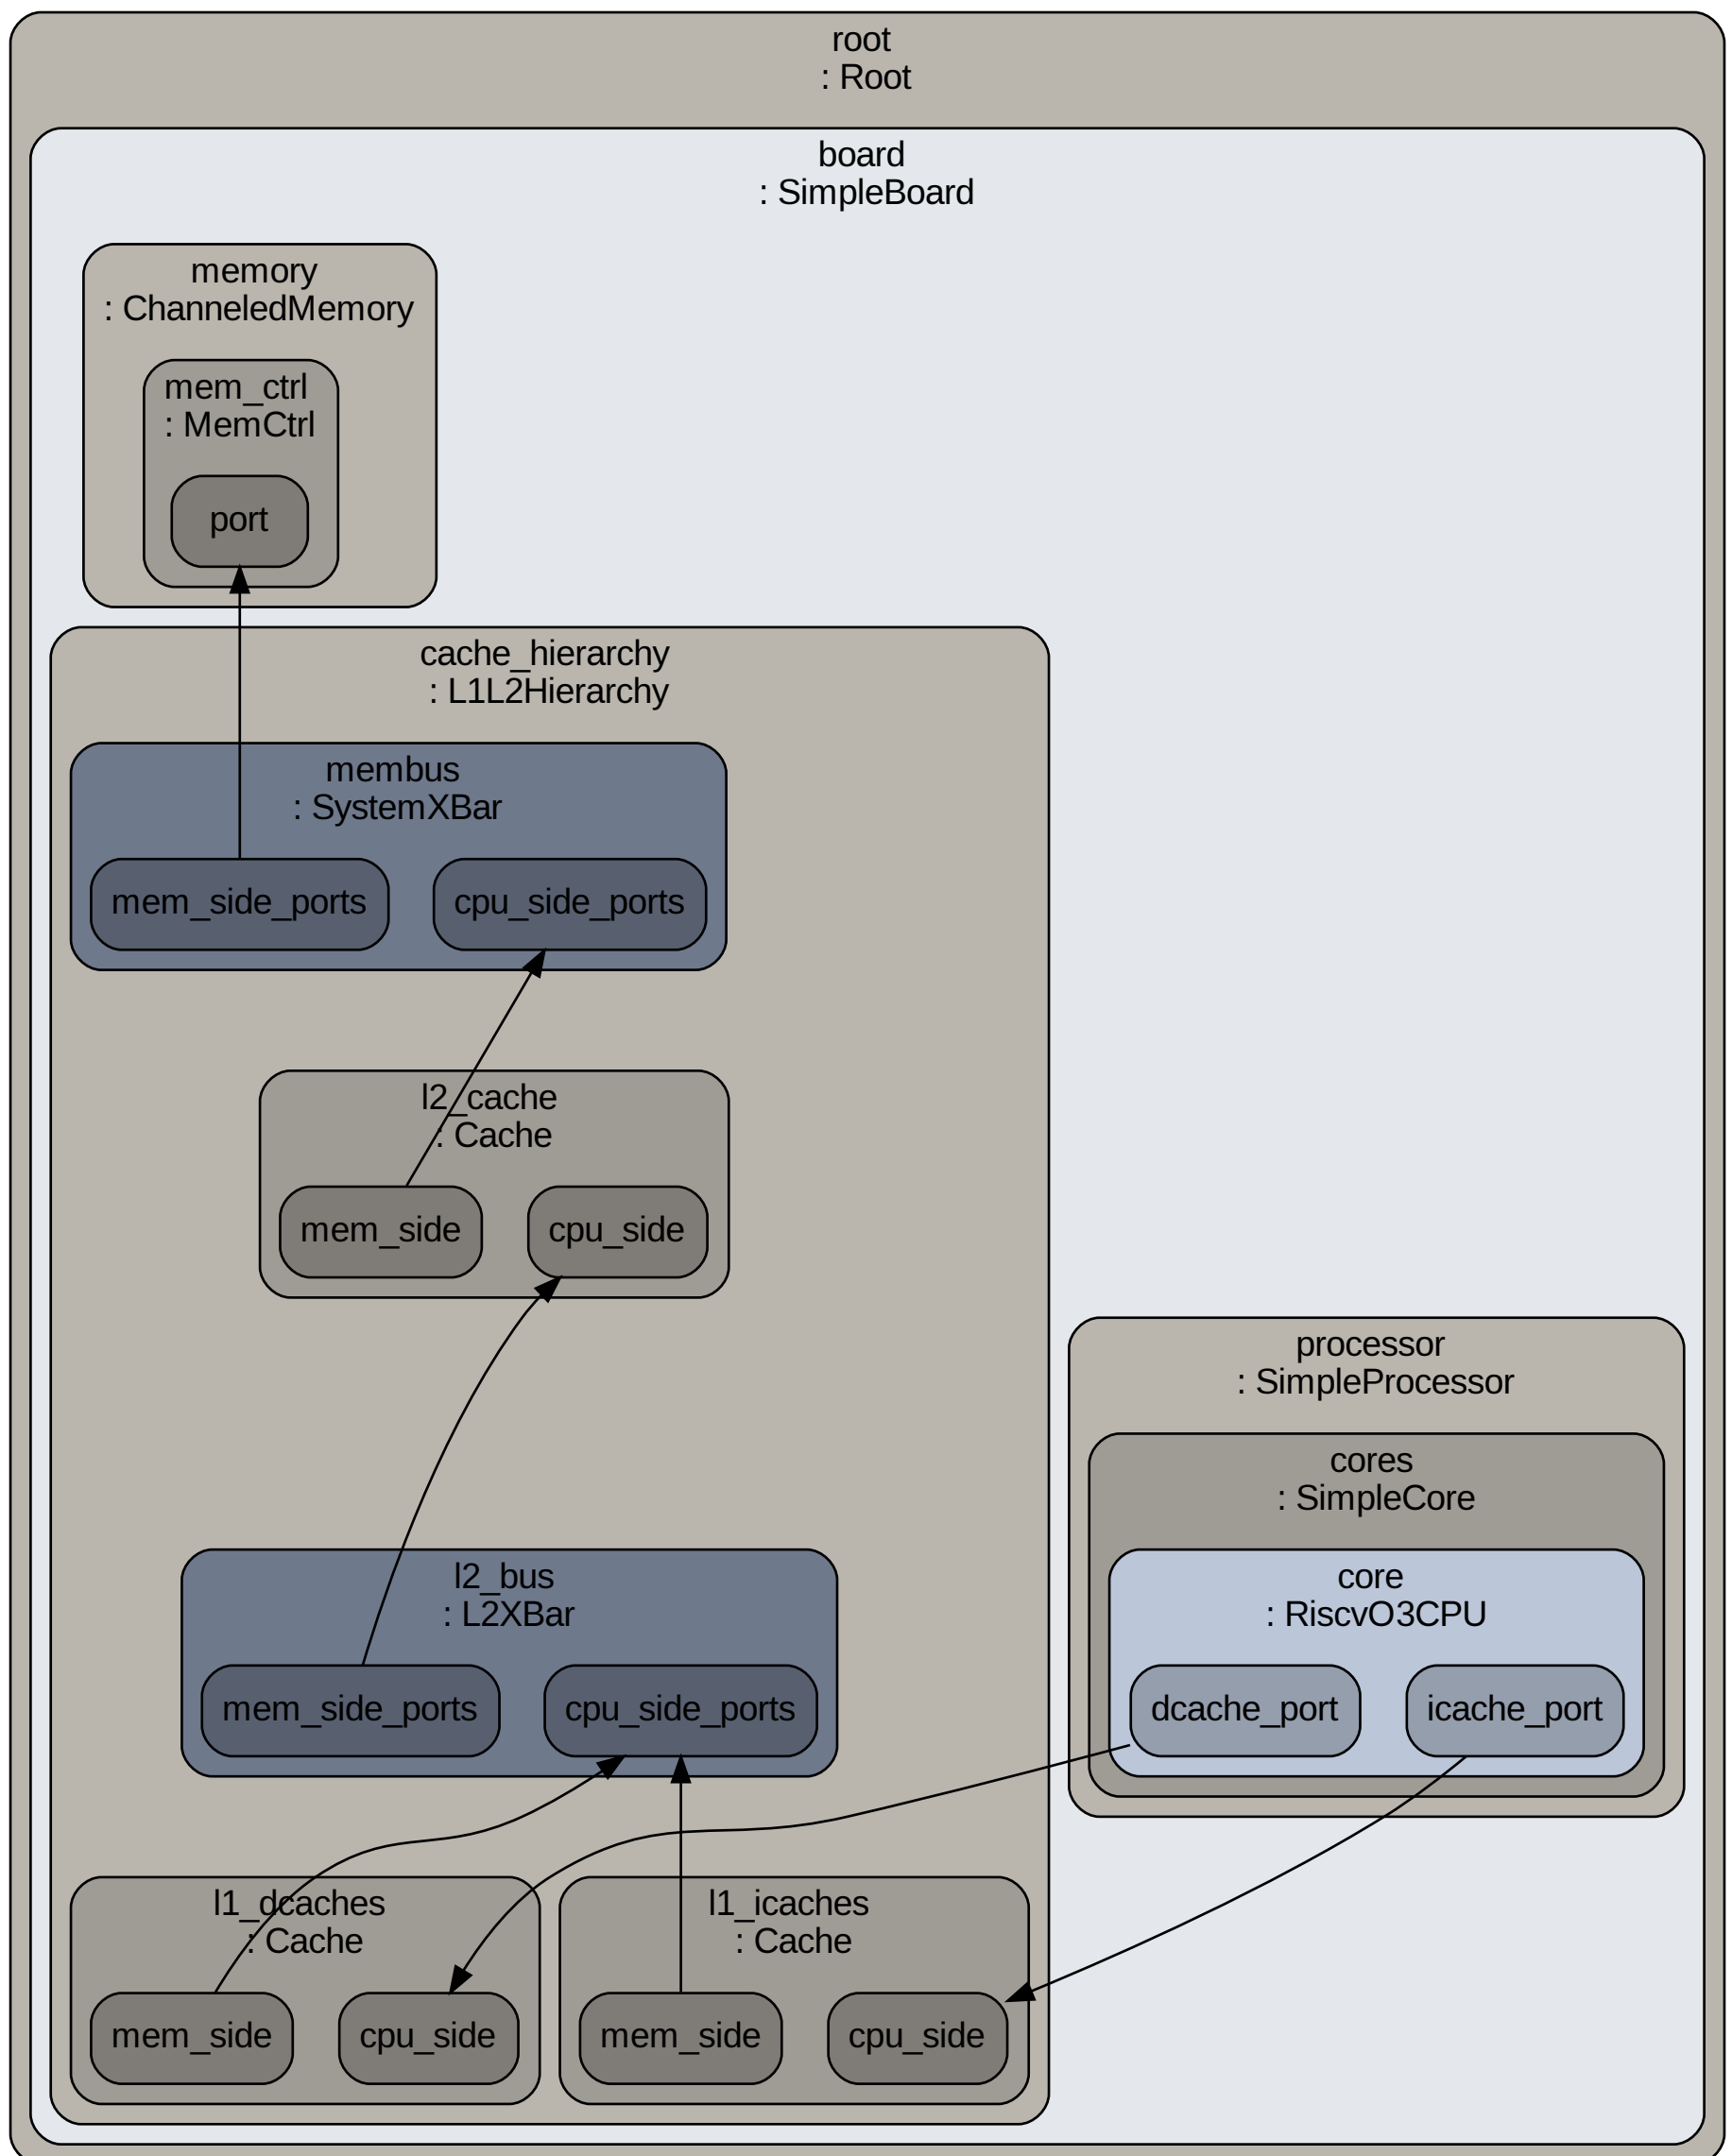 root
: Root
board
: SimpleBoard
memory
: ChanneledMemory
mem_ctrl
: MemCtrl
port
cache_hierarchy
: L1L2Hierarchy
membus
: SystemXBar
mem_side_ports
cpu_side_ports
l2_cache
: Cache
mem_side
cpu_side
processor
: SimpleProcessor
cores
: SimpleCore
core
: RiscvO3CPU
dcache_port
icache_port
l2_bus
: L2XBar
mem_side_ports
cpu_side_ports
l1_dcaches
: Cache
mem_side
cpu_side
l1_icaches
: Cache
mem_side
cpu_side